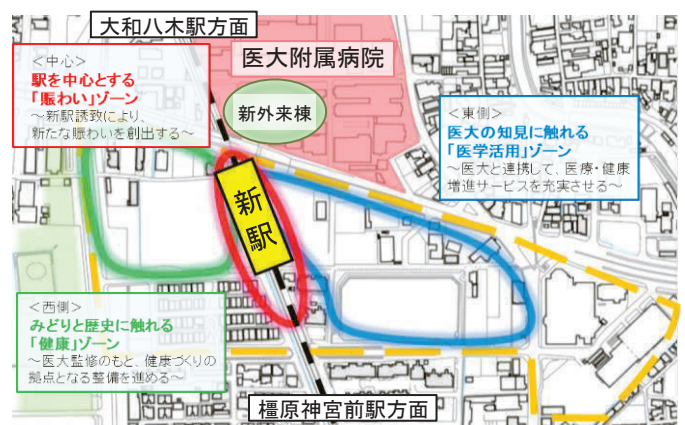 大和八木駅方面
医大附属病院
新外来棟
＜中心＞
駅を中心とする
「賑わい」ゾーン
～新駅誘致により、
新たな賑わいを創出する～
＜東側＞
医大の知見に触れる
「医学活用」ゾーン
～医大と連携して、医療・健康
増進サービスを充実させる～
新駅
＜西側＞
みどりと歴史に触れる
「健康」ゾーン
～医大監修のもと、健康づくりの
拠点となる整備を進める～
橿原神宮前駅方面